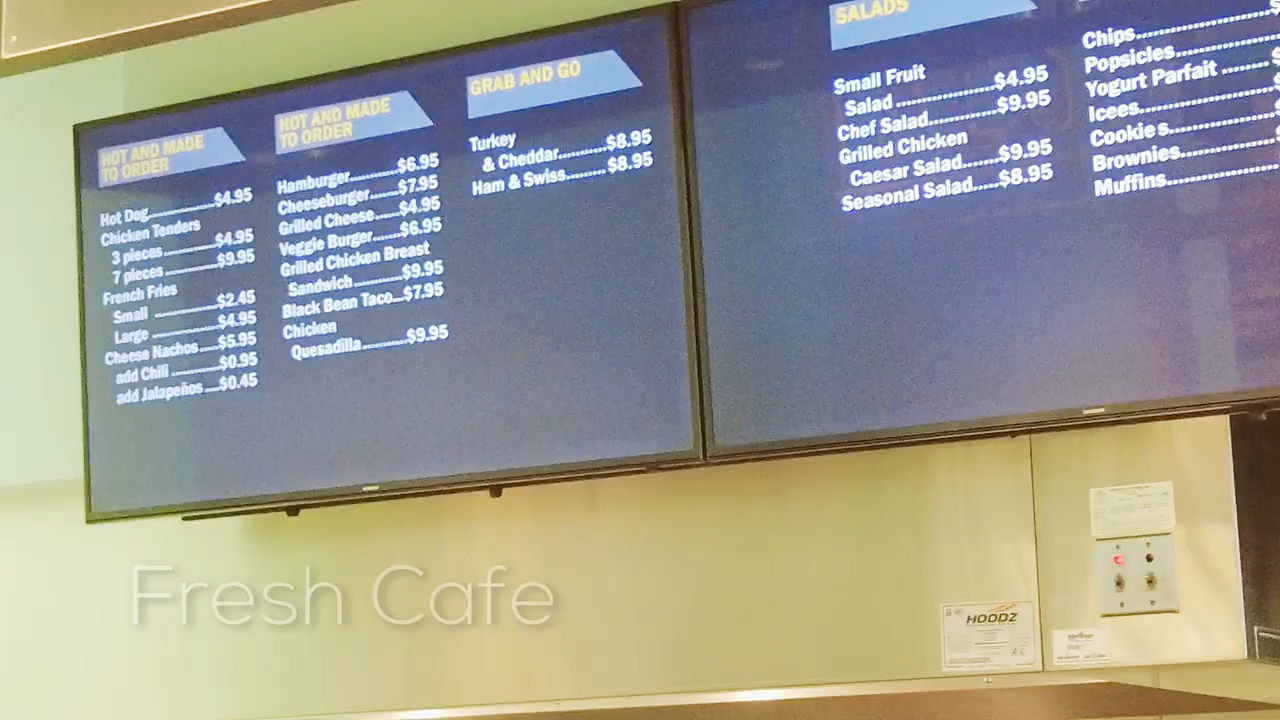 HOT AND MADE
TO ORDER
Hot Dog..............$4.95
Chicken Tenders
3 pieces.............$4.95
7 pieces.............$9.95
French Fries
Small ...............$2.45
Large ...............$4.95
Cheese Nachos.....$5.95
add Chili ...........$0.95
add Jalapeños ....$0.45
HOT AND MADE
TO ORDER
Hamburger..............$6.95
Cheeseburger.........$7.95
Grilled Cheese.......$4.95
Veggie Burger........$6.95
Grilled Chicken Breast
Sandwich............$9.95
Black Bean Taco...$7.95
Chicken
Quesadilla...........$9.95
GRAB AND GO
Turkey
& Cheddar...........$8.95
Ham & Swiss.........$8.95
SALADS
Small Fruit
Salad ....................$4.95
Chef Salad..............$9.95
Grilled Chicken
Caesar Salad........$9.95
Seasonal Salad.....$8.95
Chips
Popsicles
Yogurt Parfait
Icees
Cookies
Brownies
Muffins
Fresh Cafe
HOODZ